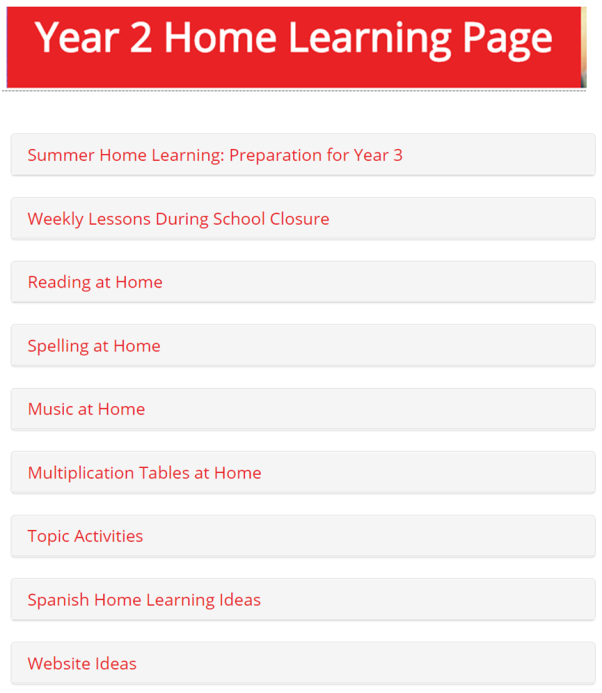 Year 2 Home Learning Page
Summer Home Learning: Preparation for Year 3
Weekly Lessons During School Closure
Reading at Home
Spelling at Home
Music at Home
Multiplication Tables at Home
Topic Activities
Spanish Home Learning Ideas
Website Ideas